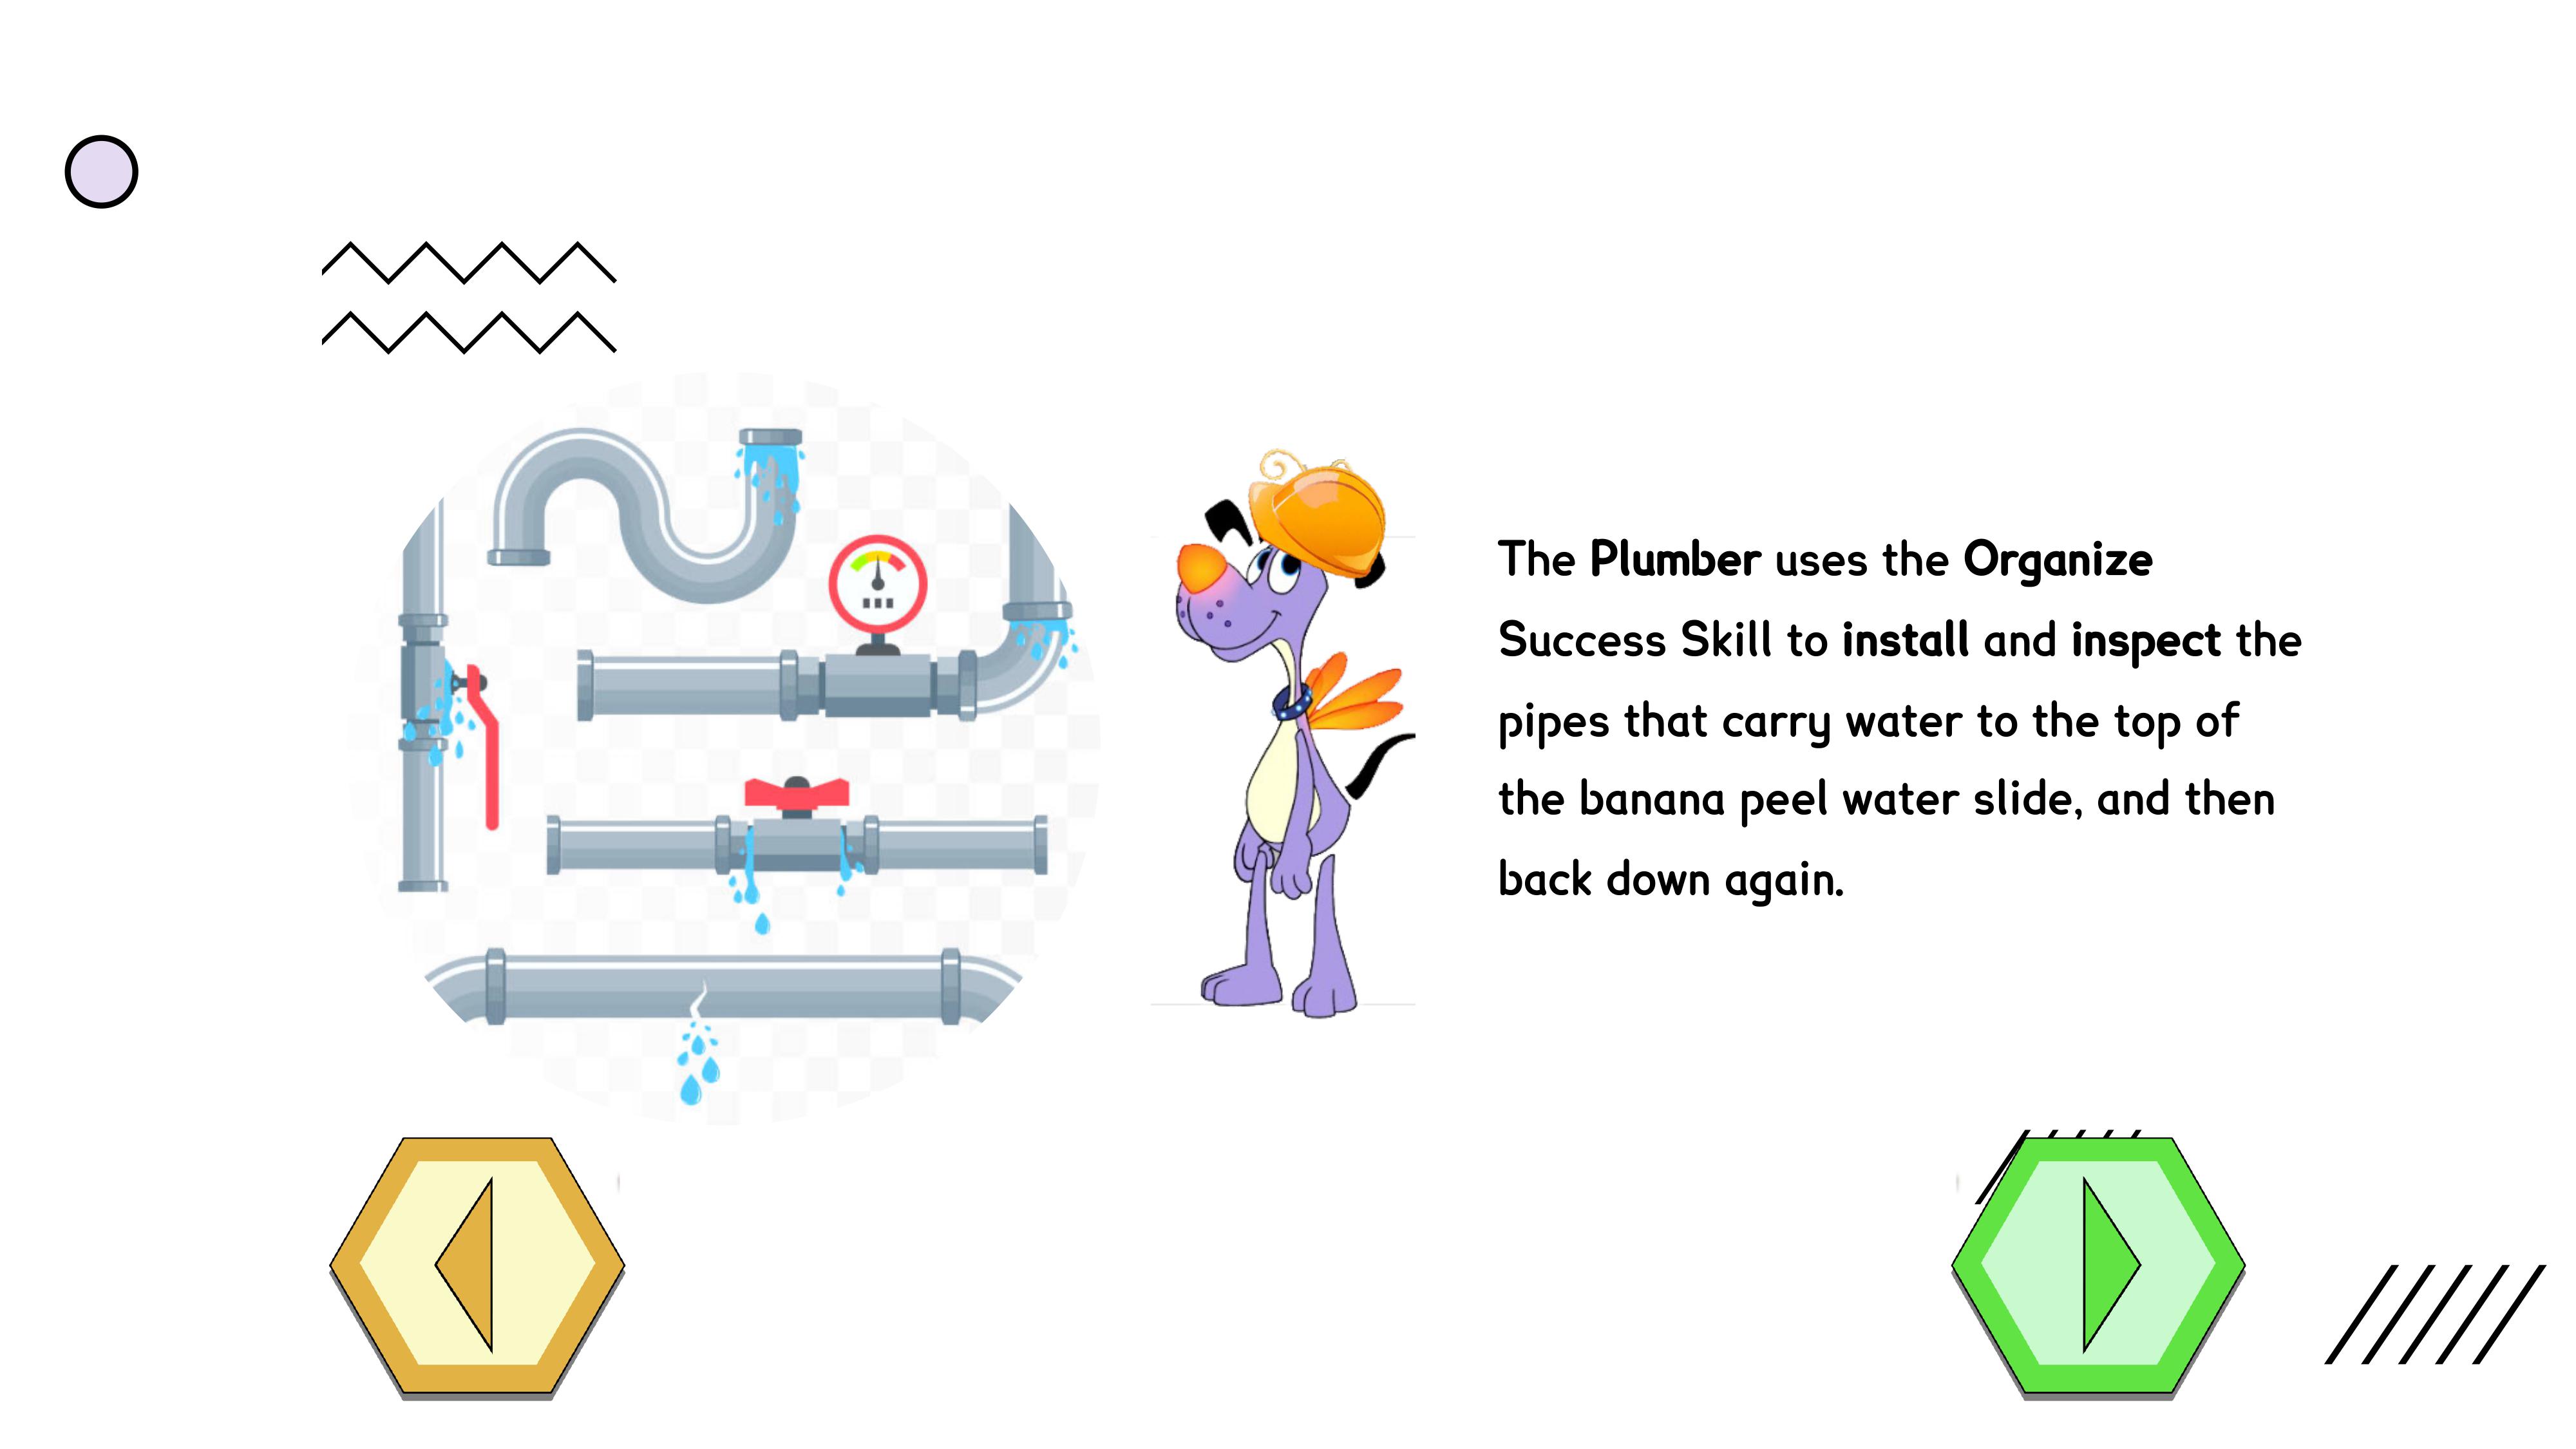 The Plumber uses the Organize
Success Skill to install and inspect the
pipes that carry water to the top of
the banana peel water slide, and then
back down again.